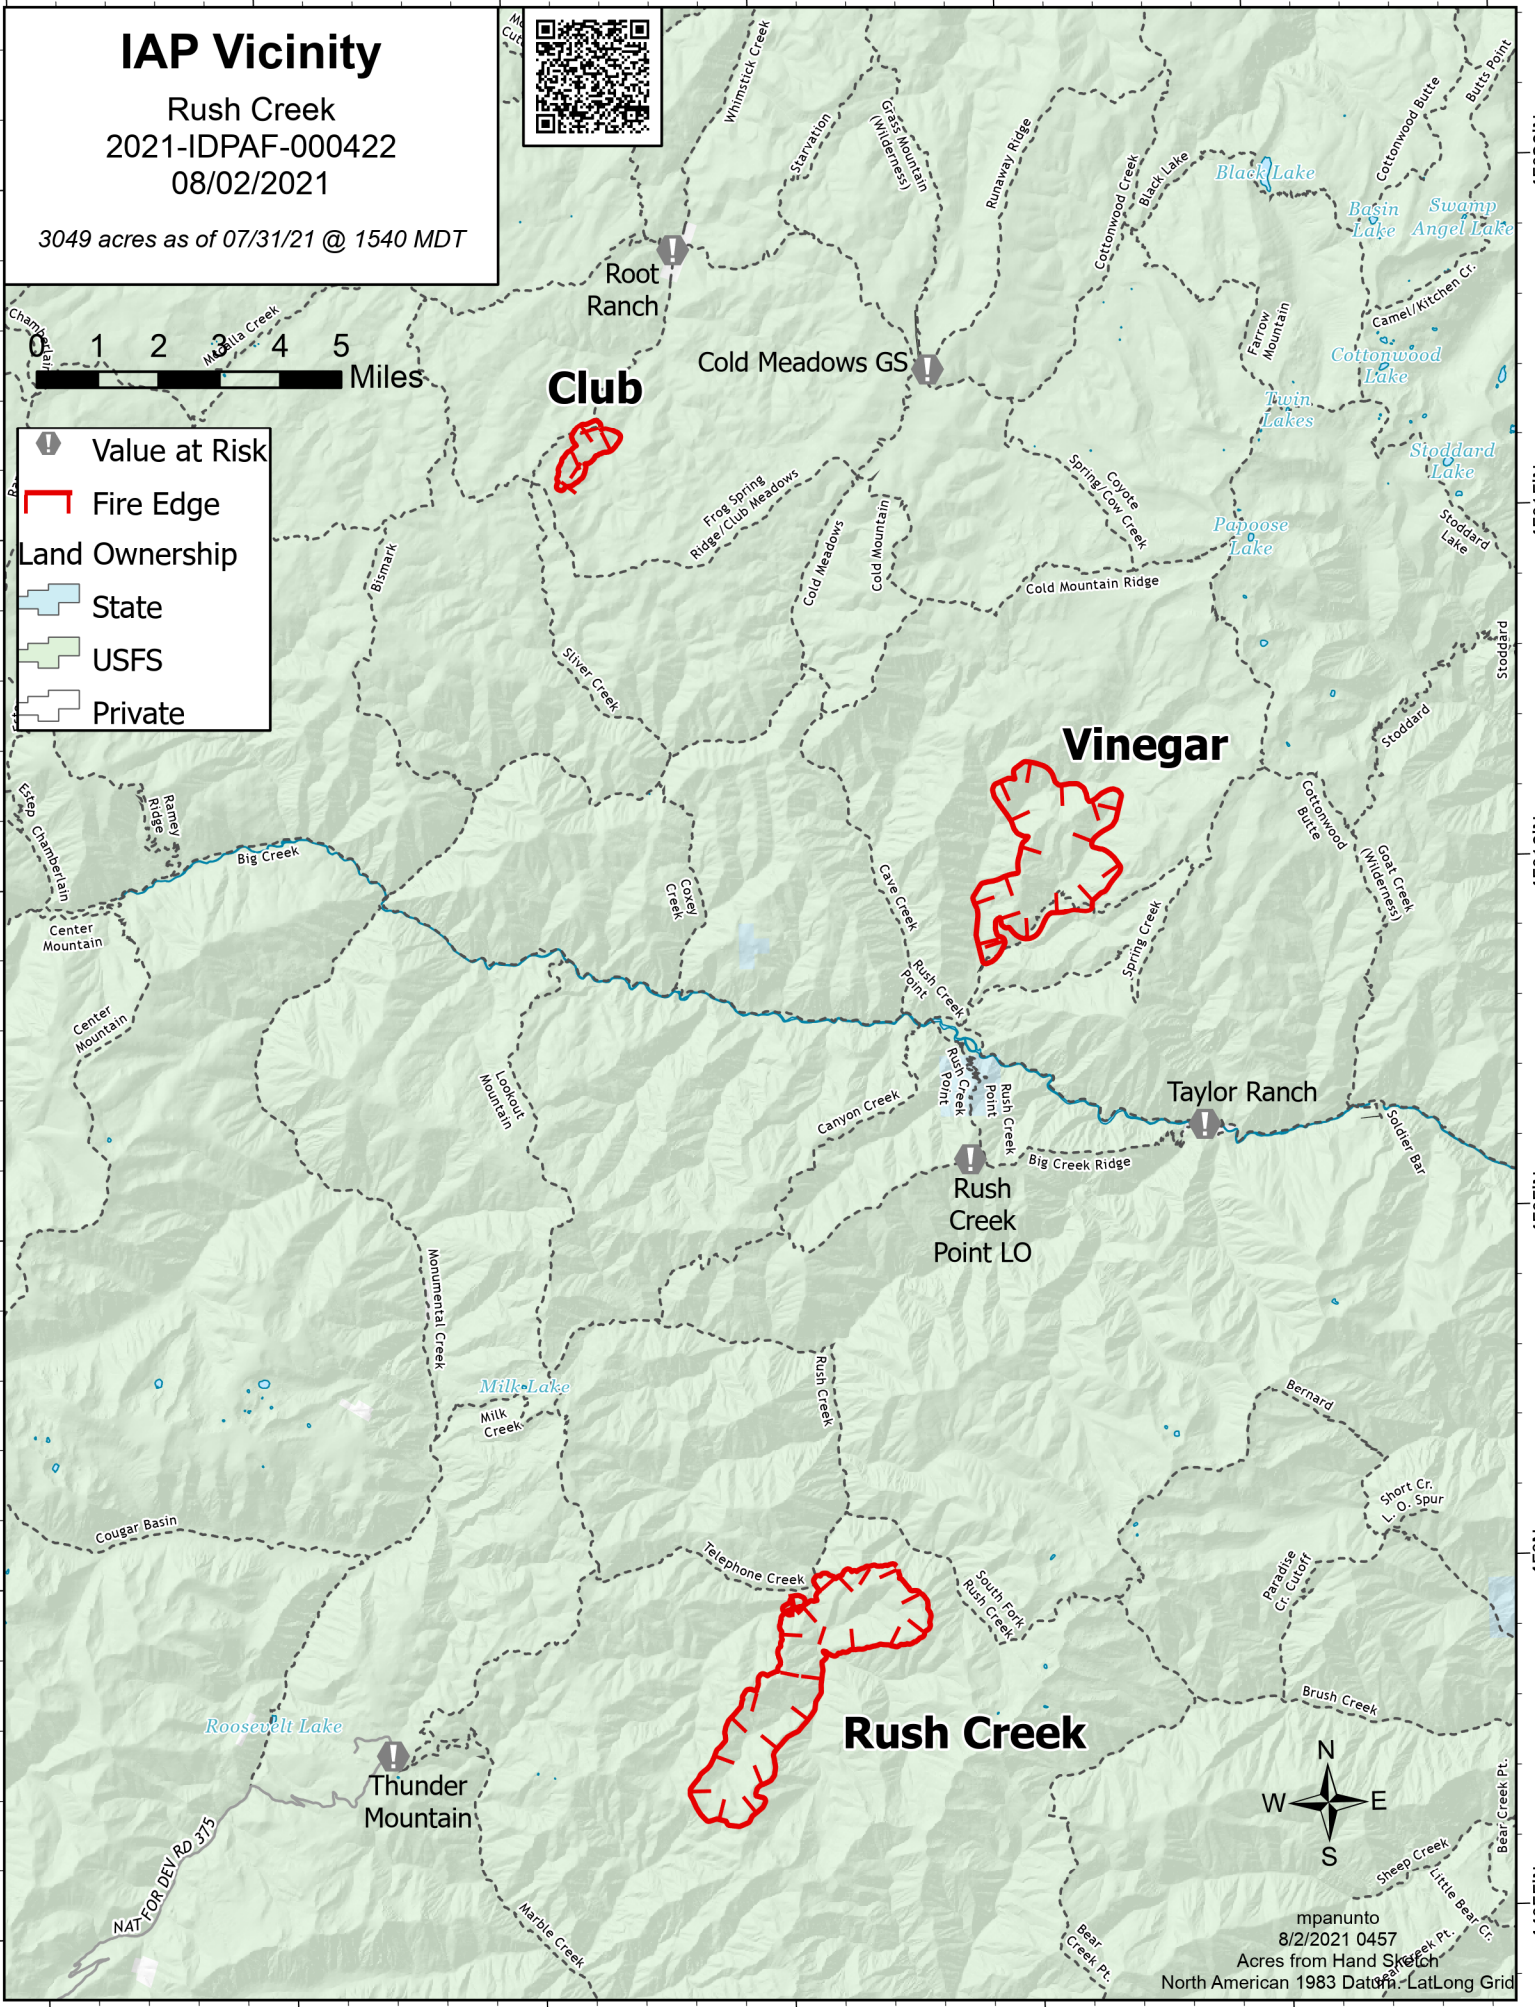 IAP Vicinity
Rush Creek
2021-IDPAF-000422
08/02/2021
3049 acres as of 07/31/21 @ 1540 MDT
Whimstick Creek
Starvation
Grass Mountain
(Wilderness)
Runaway Ridge
Cottonwood Creek
Black Lake
Black Lake
Cottonwood Butte
Butts Point
Basin
Lake
Swamp
Angel Lake
Camel/Kitchen Cr.
Root
Ranch
Farrow
Mountain
Cottonwood
Lake
Twin
Lakes
Stoddard
Lake
Stoddard
Lake
Papoose
Lake
McCalla Creek
0 1 2 3 4 5
Miles
Cold Meadows GS
Club
Value at Risk
Fire Edge
Land Ownership
State
USFS
Private
Bismark
Frog Spring
Ridge/Club Meadows
Cold Meadows
Cold Mountain
Coyote
Spring/Cow Creek
Cold Mountain Ridge
Sliver Creek
Stoddard
Stoddard
Vinegar
Estep
Chamberlain
Ramey
Ridge
Big Creek
Coxey
Creek
Cave Creek
Cottonwood
Butte
Goat Creek
(Wilderness)
Spring Creek
Center
Mountain
Center
Mountain
Rush Creek
Point
Lookout
Mountain
Canyon Creek
Rush Creek
Point
Rush Creek
Point
Taylor Ranch
Soldier Bar
Big Creek Ridge
Rush
Creek
Point LO
Monumental Creek
Milk Lake
Milk
Creek
Rush Creek
Bernard
Short Cr.
L. O. Spur
Cougar Basin
Telephone Creek
South Fork
Rush Creek
Paradise
Cr. Cutoff
Brush Creek
Rush Creek
Roosevelt Lake
Thunder
Mountain
NAT FOR DEV RD 375
Marble Creek
N
W E
S
Bear Creek Pt.
Sheep Creek
Little Bear Cr.
Bear
Creek Pt.
Bear Creek Pt.
mpanunto
8/2/2021 0457
Acres from Hand Sketch
North American 1983 Datum. LatLong Grid